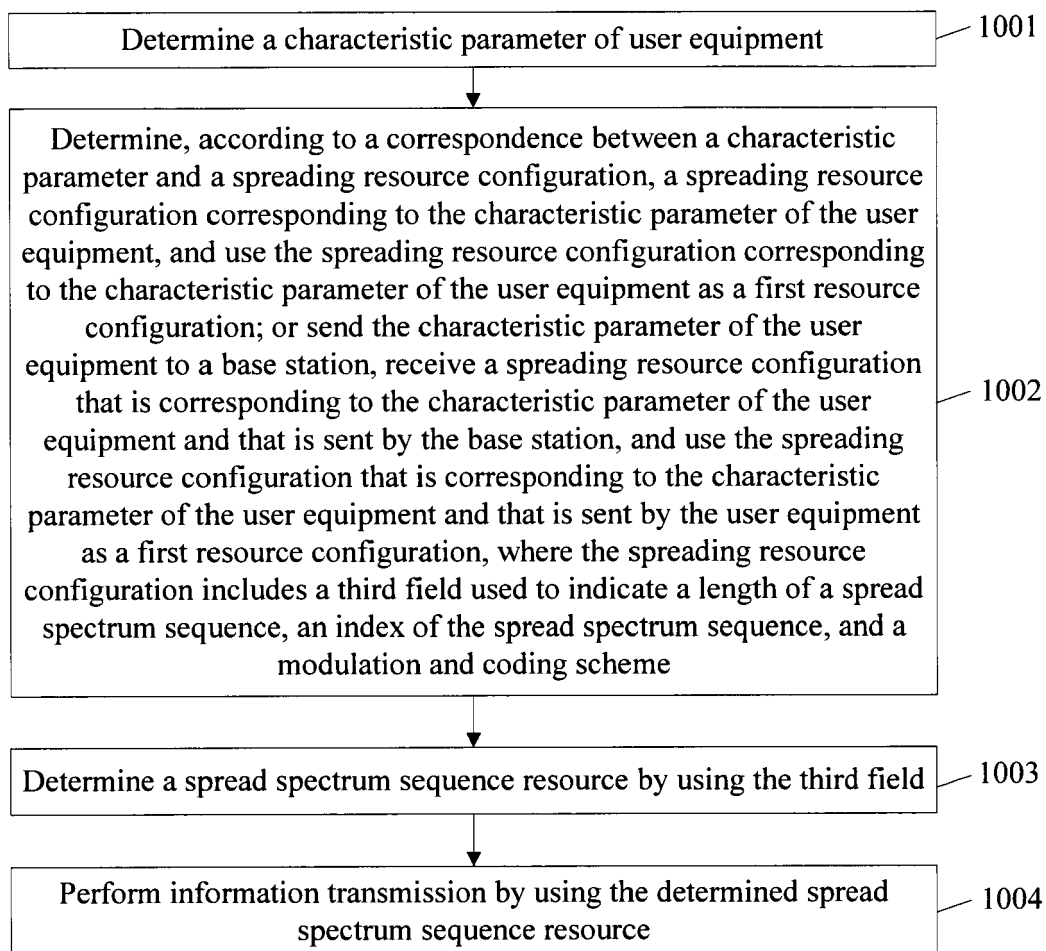 Determine a characteristic parameter of user equipment
1001
Determine, according to a correspondence between a characteristic
parameter and a spreading resource configuration, a spreading resource
configuration corresponding to the characteristic parameter of the user
equipment, and use the spreading resource configuration corresponding
to the characteristic parameter of the user equipment as a first resource
configuration; or send the characteristic parameter of the user
equipment to a base station, receive a spreading resource configuration
that is corresponding to the characteristic parameter of the user
equipment and that is sent by the base station, and use the spreading
resource configuration that is corresponding to the characteristic
parameter of the user equipment and that is sent by the user equipment
as a first resource configuration, where the spreading resource
configuration includes a third field used to indicate a length of a spread
spectrum sequence, an index of the spread spectrum sequence, and a
modulation and coding scheme
1002
Determine a spread spectrum sequence resource by using the third field
1003
Perform information transmission by using the determined spread
spectrum sequence resource
1004